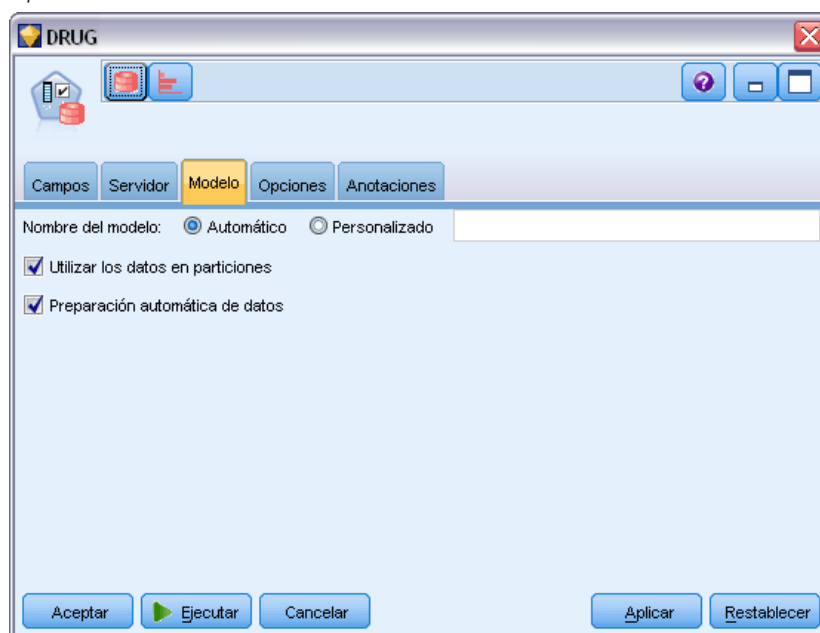 DRUG
Campos Servidor Modelo Opciones Anotaciones
Nombre del modelo: Automático Personalizado
Utilizar los datos en particiones
Preparación automática de datos
Aceptar Ejecutar Cancelar Aplicar Restablecer